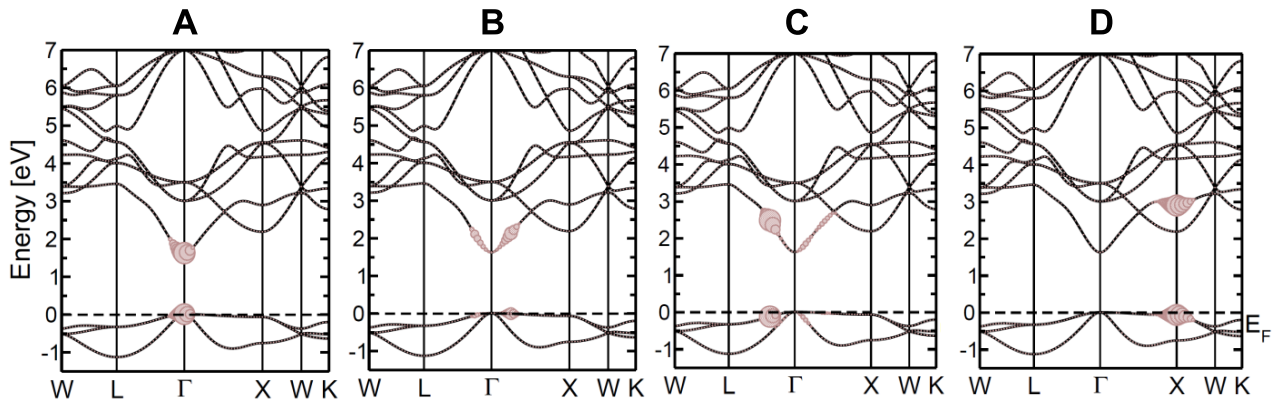 A B C D
7 7 7 7
6 6 6 6
5 5 5 5
4 4 4 4
3 3 3 3
2 2 2 2
1 1 1 1
0 0 0 0
-1 -1 -1 -1
Energy [eV]
E_F
W L Γ X W K W L Γ X W K W L Γ X W K W L Γ X W K